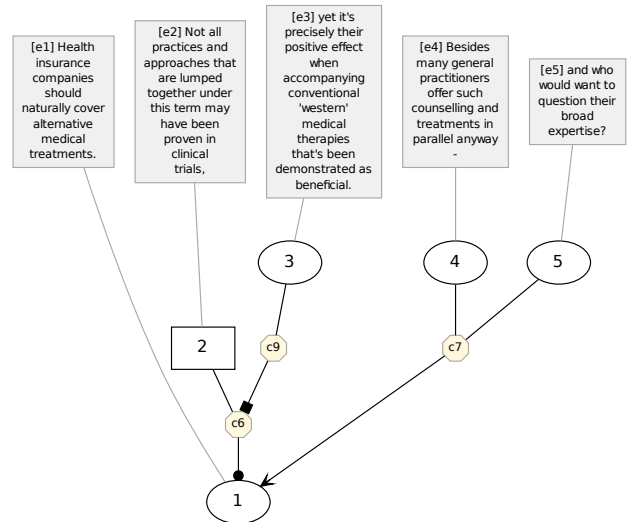 [e1] Health
insurance
companies
should
naturally cover
alternative
medical
treatments.
[e2] Not all
practices and
approaches that
are lumped
together under
this term may
have been
proven in
clinical
trials,
[e3] yet it's
precisely their
positive effect
when
accompanying
conventional
'western'
medical
therapies
that's been
demonstrated as
beneficial.
[e4] Besides
many general
practitioners
offer such
counselling and
treatments in
parallel anyway
-
[e5] and who
would want to
question their
broad
expertise?
3
4
5
2
c9
c7
c6
1